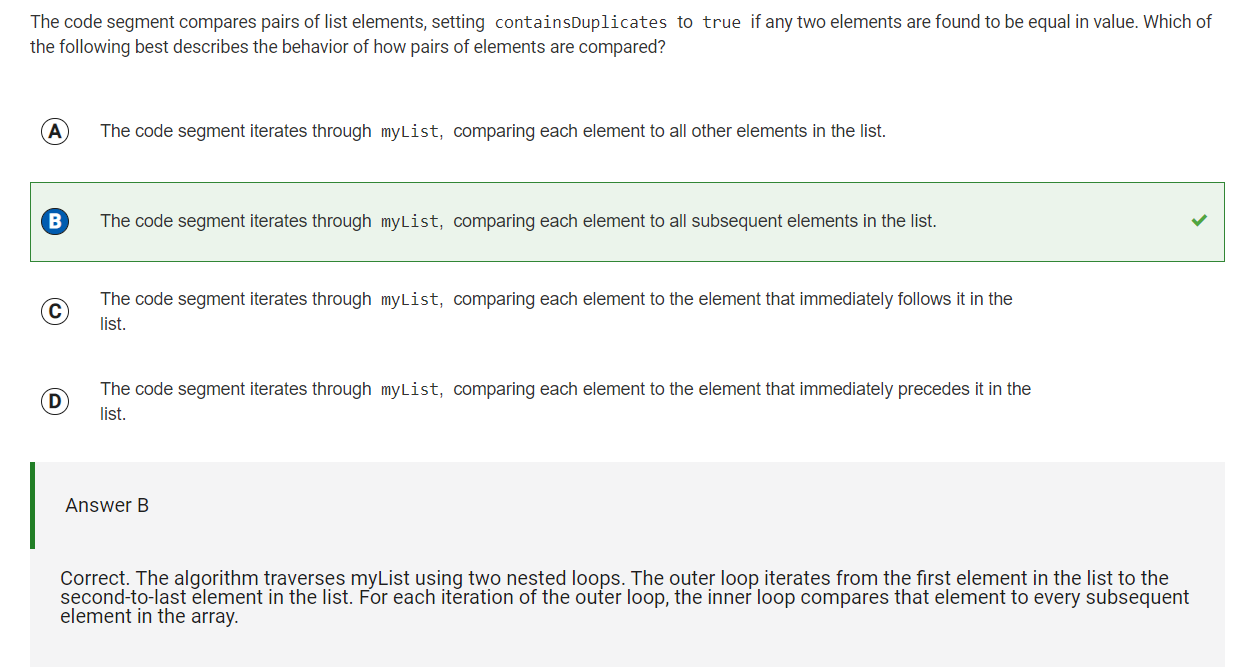 The code segment compares pairs of list elements, setting containsDuplicates to true if any two elements are found to be equal in value. Which of
the following best describes the behavior of how pairs of elements are compared?
A The code segment iterates through myList, comparing each element to all other elements in the list.
B The code segment iterates through myList, comparing each element to all subsequent elements in the list.
C The code segment iterates through myList, comparing each element to the element that immediately follows it in the
list.
D The code segment iterates through myList, comparing each element to the element that immediately precedes it in the
list.
Answer B
Correct. The algorithm traverses myList using two nested loops. The outer loop iterates from the first element in the list to the
second-to-last element in the list. For each iteration of the outer loop, the inner loop compares that element to every subsequent
element in the array.